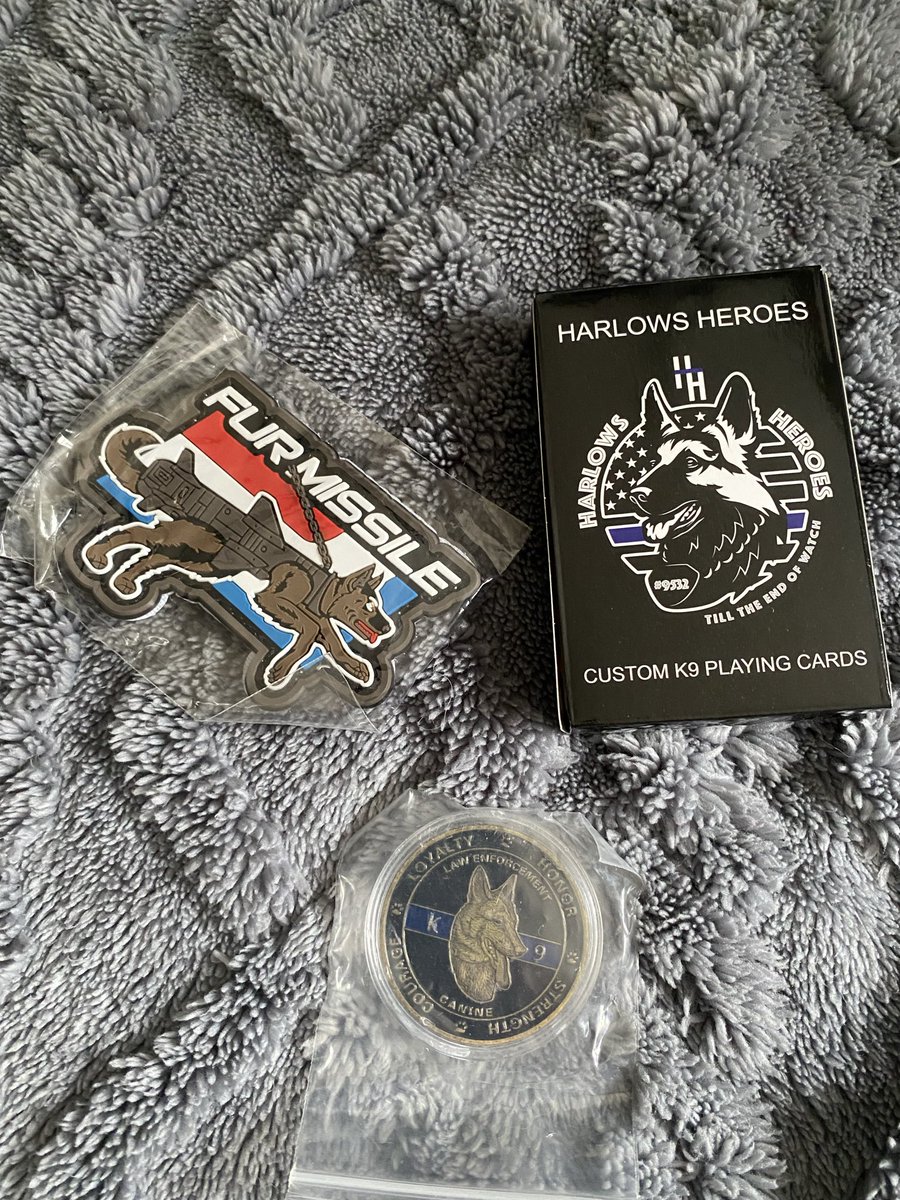 FUR MISSILE
HARLOWS HEROES
HH
HARLOWS HEROES
#9532
TILL THE END OF WATCH
CUSTOM K9 PLAYING CARDS
LOYALTY HONOR
LAW ENFORCEMENT
K 9
CANINE
COURAGE STRENGTH